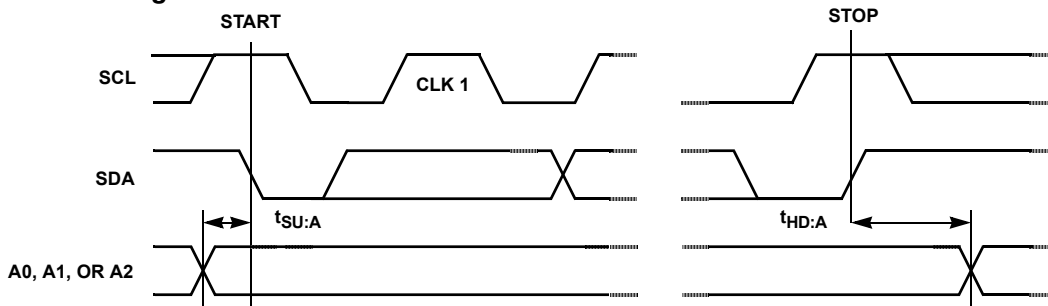 START
STOP
SCL
CLK 1
SDA
tSU:A
tHD:A
A0, A1, OR A2